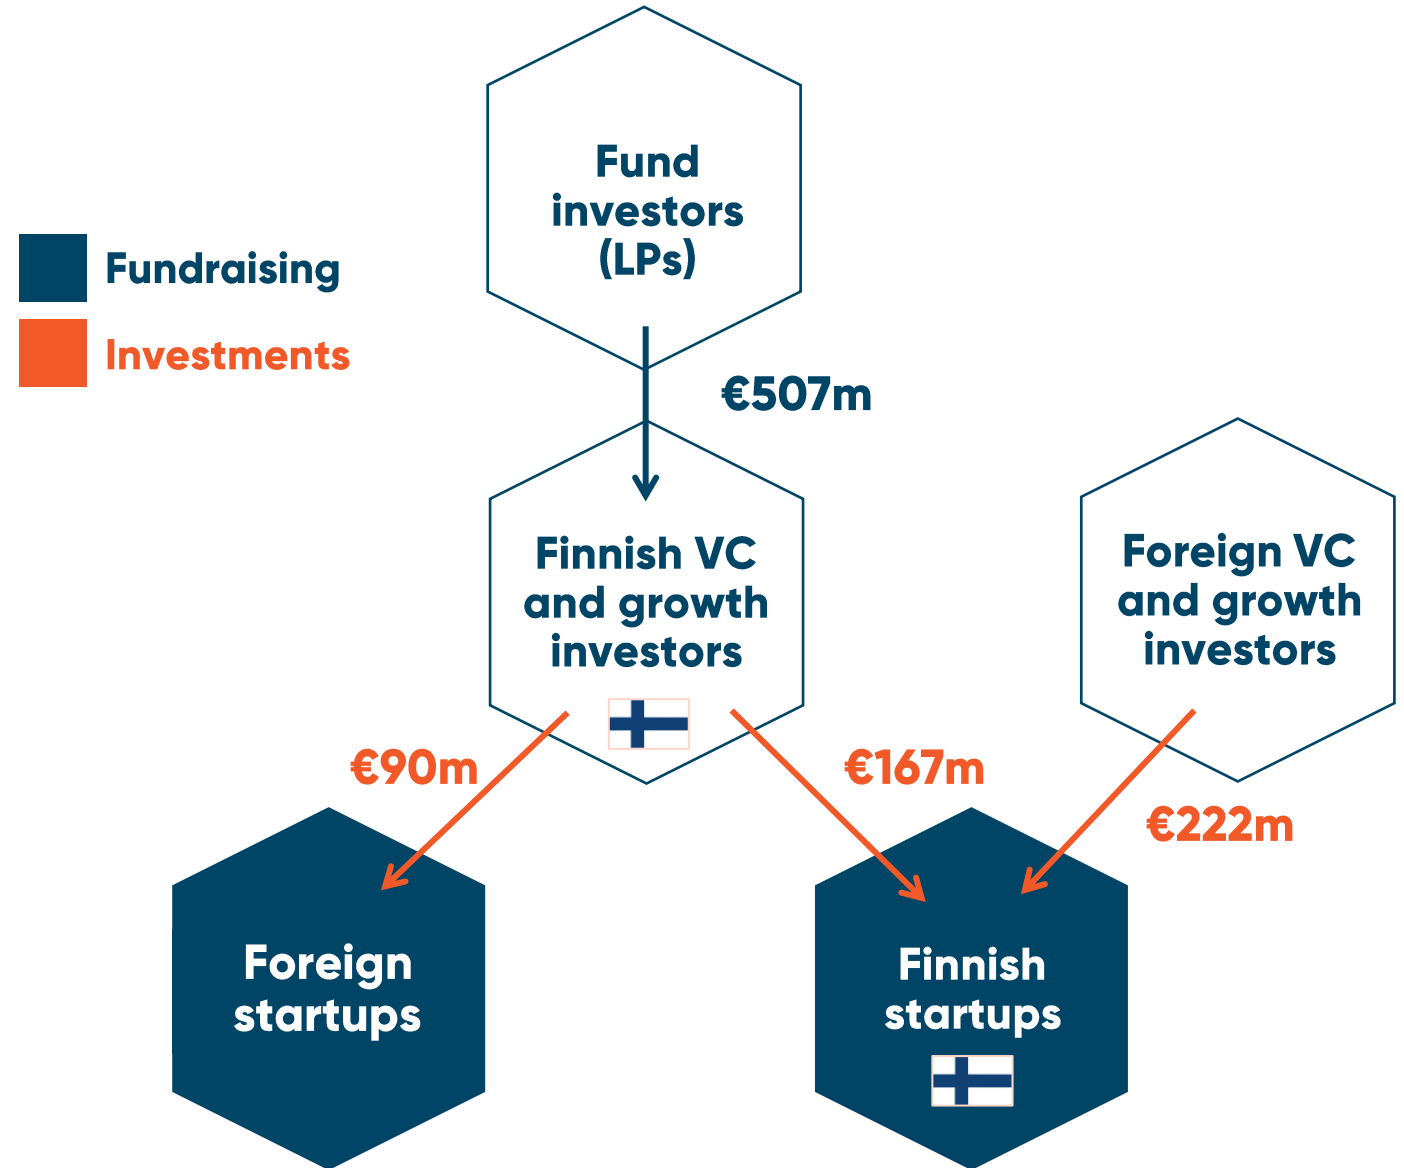 Fund
investors
(LPs)
Fundraising
Investments
€507m
Finnish VC
and growth
investors
Foreign VC
and growth
investors
€90m
€167m
€222m
Foreign
startups
Finnish
startups